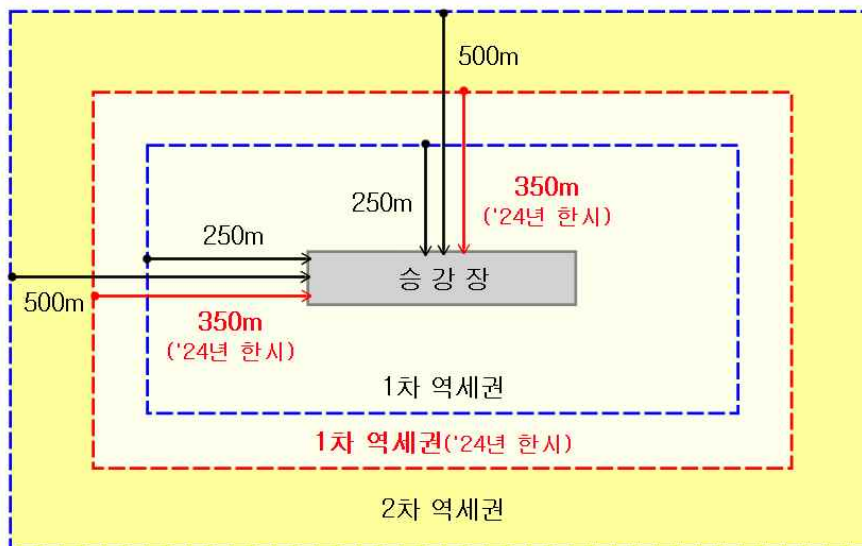 500m
350m
('24년 한시)
250m
250m
승 강 장
500m
350m
('24년 한시)
1차 역세권
1차 역세권('24년 한시)
2차 역세권